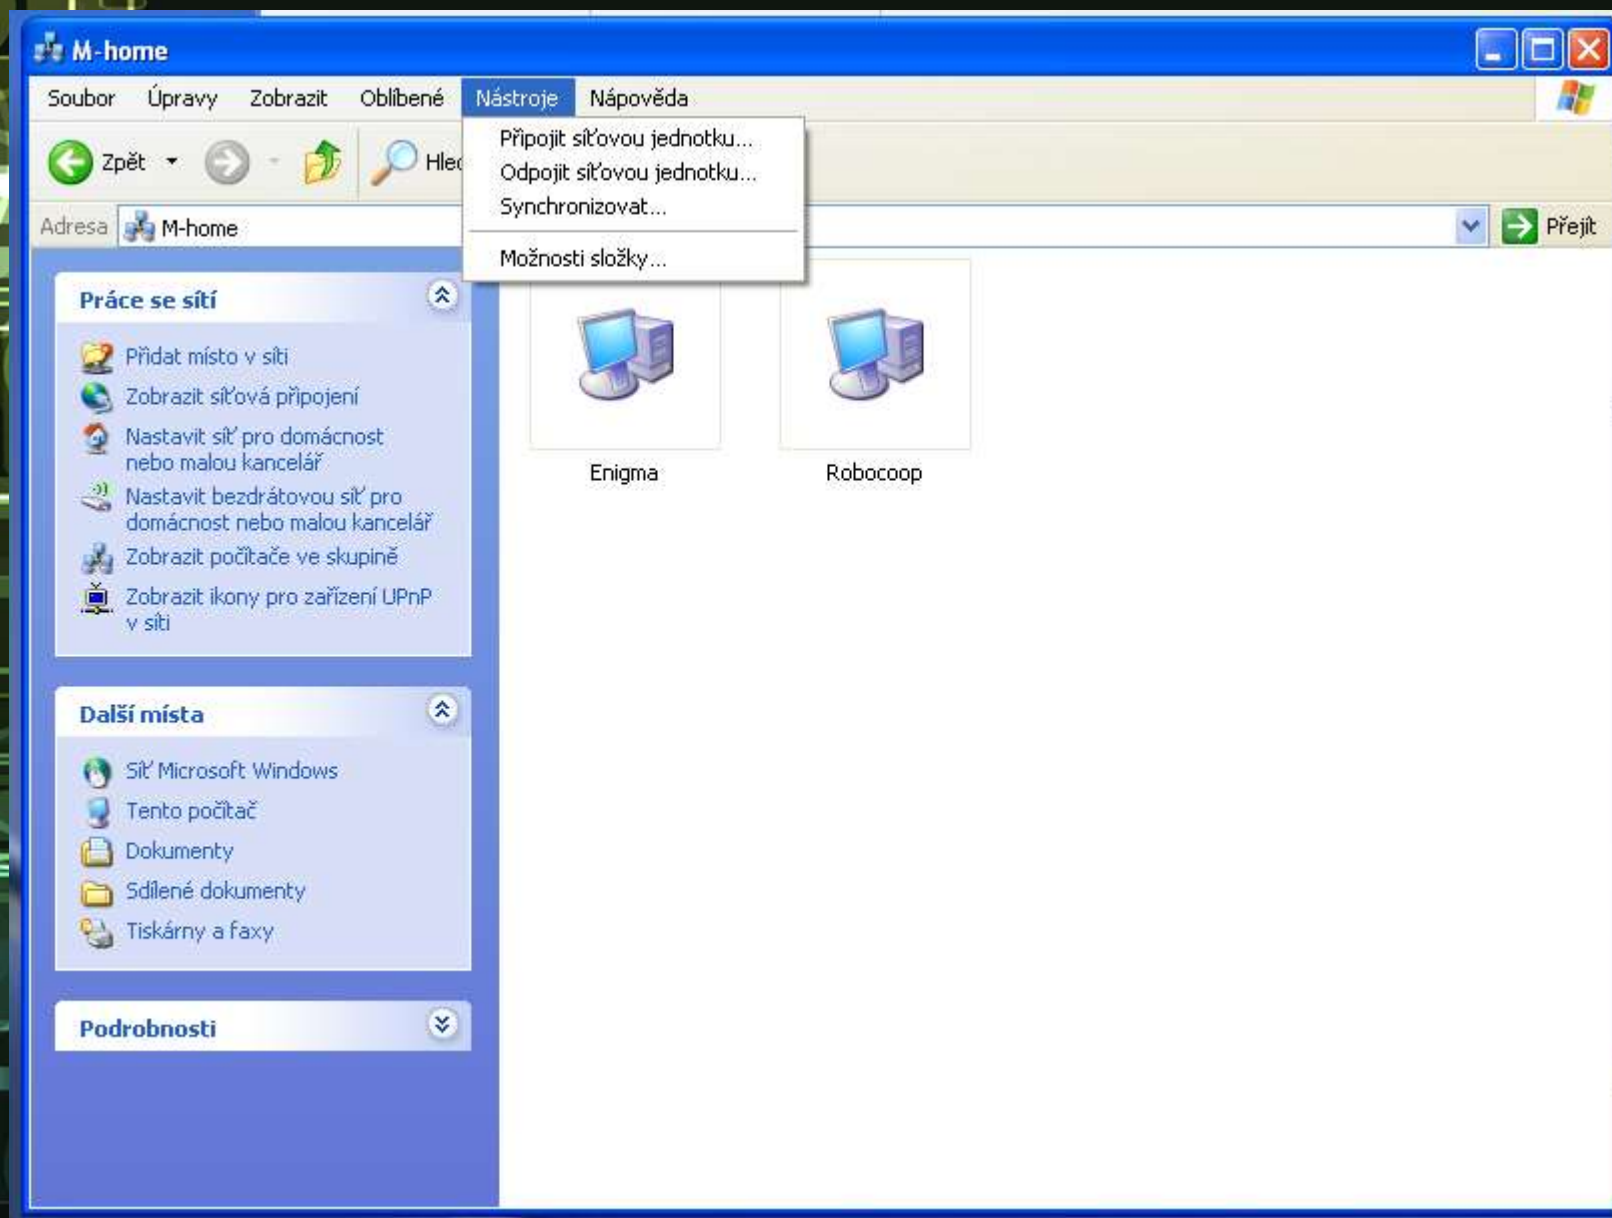 M-home
Soubor Úpravy Zobrazit Oblíbené Nástroje Nápověda
Připojit síťovou jednotku...
Odpojit síťovou jednotku...
Synchronizovat...
Možnosti složky...
Zpět
Adresa M-home Přejít
Práce se sítí
Přidat místo v síti
Zobrazit síťová připojení
Nastavit síť pro domácnost
nebo malou kancelář
Nastavit bezdrátovou síť pro
domácnost nebo malou kancelář
Zobrazit počítače ve skupině
Zobrazit ikony pro zařízení UPnP
v síti
Další místa
Síť Microsoft Windows
Tento počítač
Dokumenty
Sdílené dokumenty
Tiskárny a faxy
Podrobnosti
Enigma Robocoop